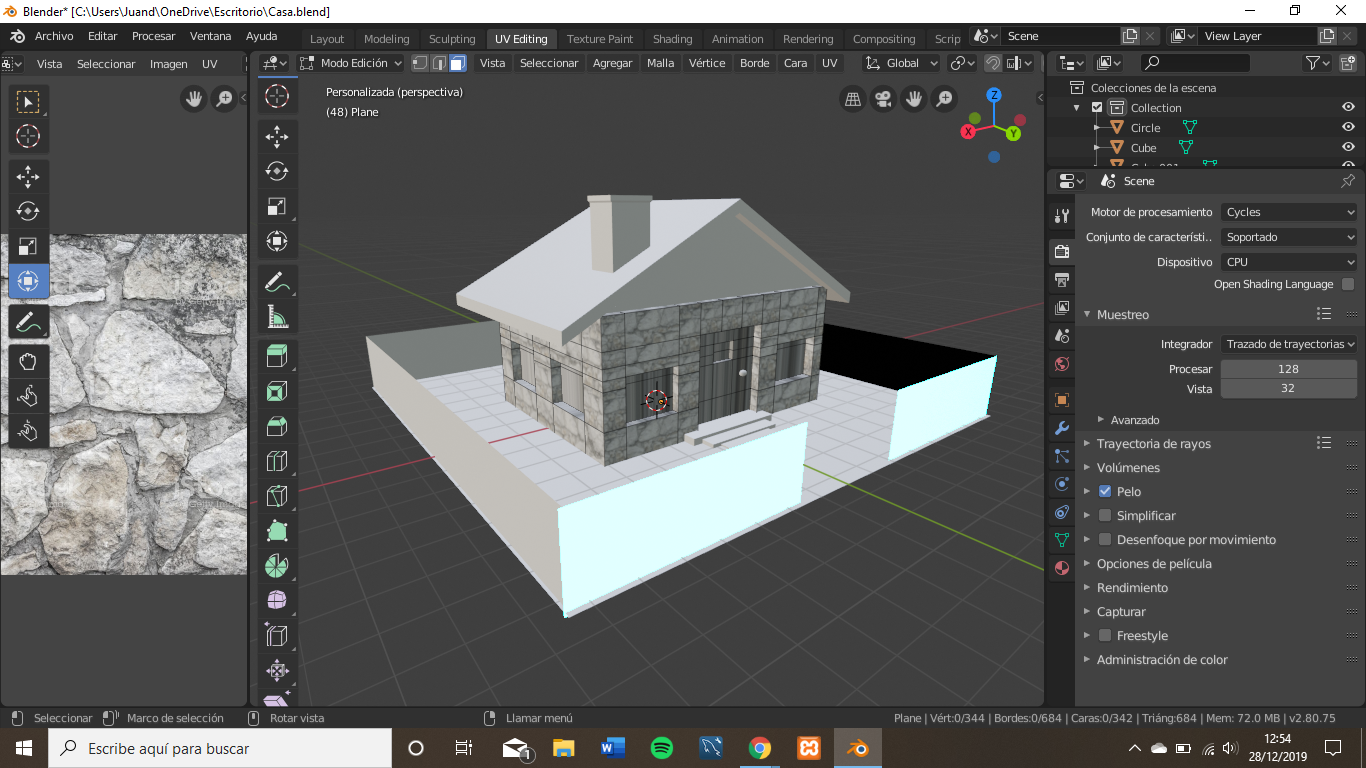 Blender* [C:\Users\Juand\OneDrive\Escritorio\Casa.blend]
Archivo Editar Procesar Ventana Ayuda Layout Modeling Sculpting UV Editing Texture Paint Shading Animation Rendering Compositing Scrip Scene View Layer
Vista Seleccionar Imagen UV Modo Edición Vista Seleccionar Agregar Malla Vértice Borde Cara UV Global
Personalizada (perspectiva)
(48) Plane
Z
X
Y
Colecciones de la escena
Collection
Circle
Cube
Scene
Motor de procesamiento Cycles
Conjunto de característi.. Soportado
Dispositivo CPU
Open Shading Language
Muestreo
Integrador Trazado de trayectorias
Procesar 128
Vista 32
Avanzado
Trayectoria de rayos
Volúmenes
Pelo
Simplificar
Desenfoque por movimiento
Opciones de película
Rendimiento
Capturar
Freestyle
Administración de color
Seleccionar Marco de selección Rotar vista Llamar menú Plane | Vért:0/344 | Bordes:0/684 | Caras:0/342 | Triáng:684 | Mem: 72.0 MB | v2.80.75
Escribe aquí para buscar
1
12:54
28/12/2019